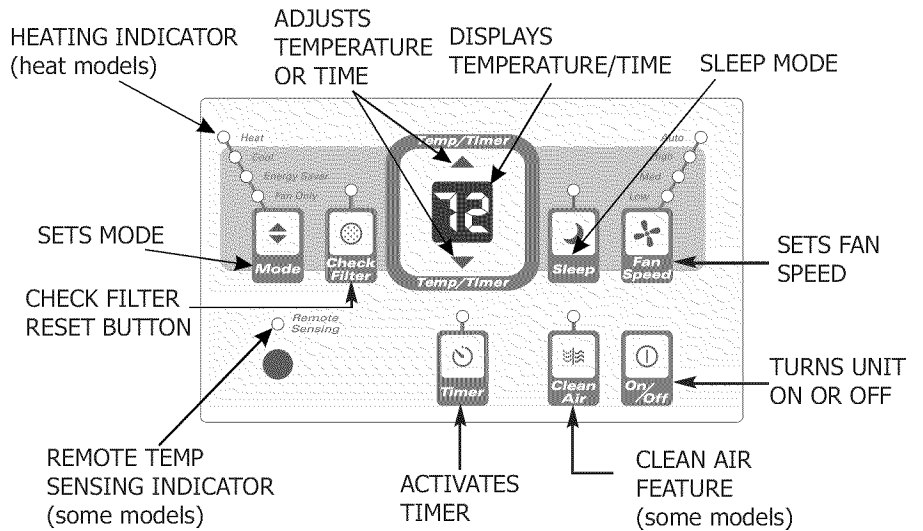 HEATING INDICATOR
(heat models)
ADJUSTS
TEMPERATURE
OR TIME
DISPLAYS
TEMPERATURE/TIME
SLEEP MODE
Heat
Cool
Energy Saver
Fan Only
Temp/Timer
Auto
High
Med
Low
72
Mode
Check
Filter
Sleep
Fan
Speed
Temp/Timer
SETS MODE
SETS FAN
SPEED
CHECK FILTER
RESET BUTTON
Remote
Sensing
Timer
Clean
Air
On/
Off
TURNS UNIT
ON OR OFF
REMOTE TEMP
SENSING INDICATOR
(some models)
ACTIVATES
TIMER
CLEAN AIR
FEATURE
(some models)